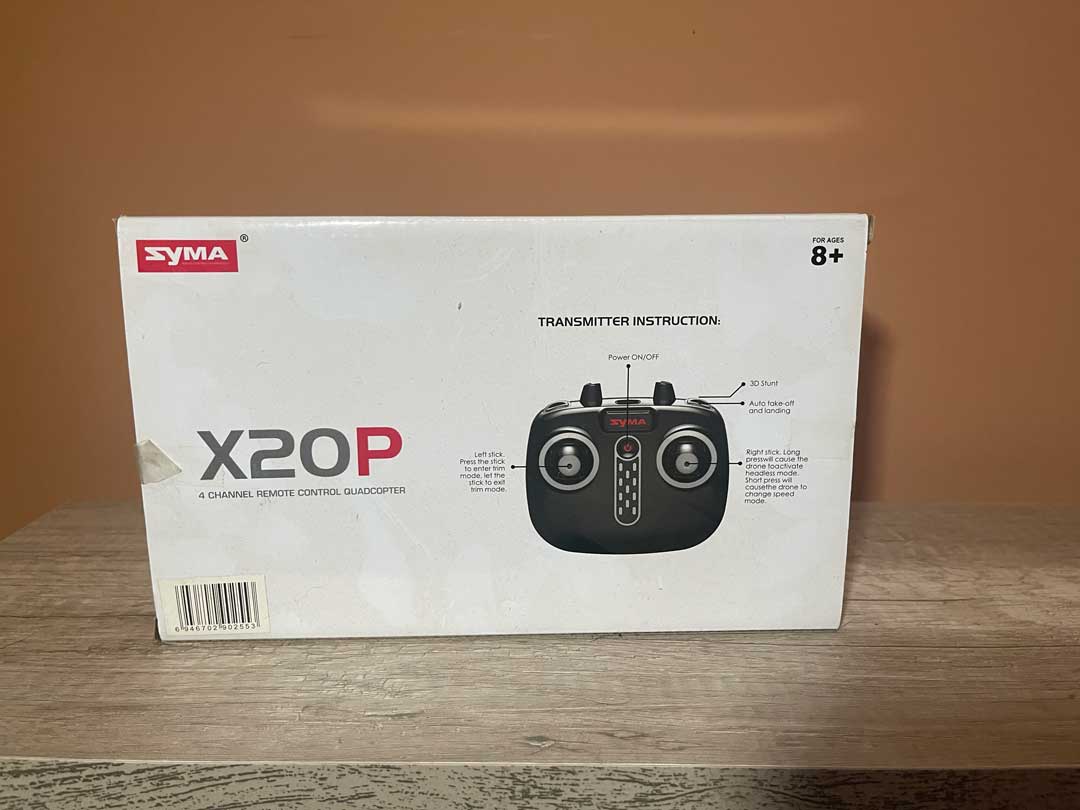 SYMA®
FOR AGES
8+
TRANSMITTER INSTRUCTION:
Power ON/OFF
3D Stunt
Auto take-off
and landing
SYMA
X20P
4 CHANNEL REMOTE CONTROL QUADCOPTER
Left stick.
Press the stick
to enter trim
mode, let the
stick to exit
trim mode.
Right stick. Long
presswill cause the
drone toactivate
headless mode.
Short press will
causethe drone to
change speed
mode.
6 946702 902553